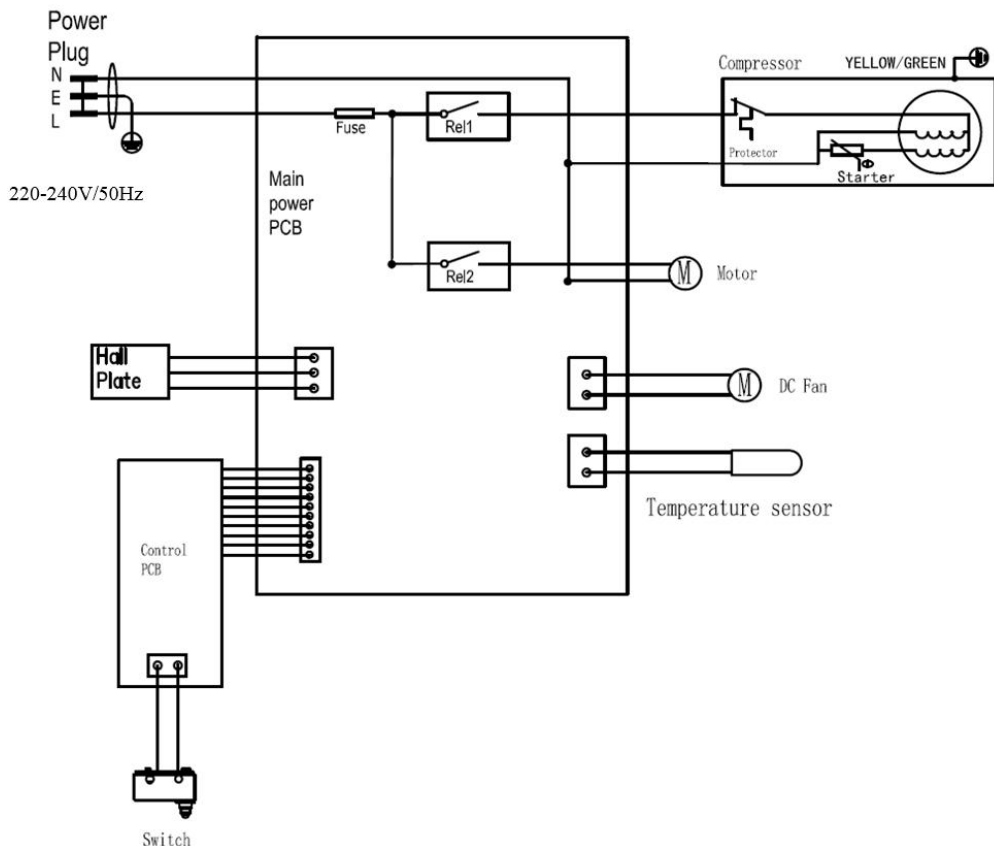 Power
Plug
N
E
L
220-240V/50Hz
Fuse
Rel1
Main
power
PCB
Rel2
Compressor
YELLOW/GREEN
Protector
Starter
M
Motor
Hall
Plate
M
DC Fan
Temperature sensor
Control
PCB
Switch